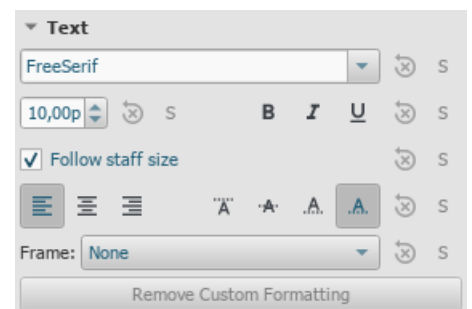 Text
FreeSerif S
10,00p S B I U S
Follow staff size S
A A A A S
Frame: None S
Remove Custom Formatting